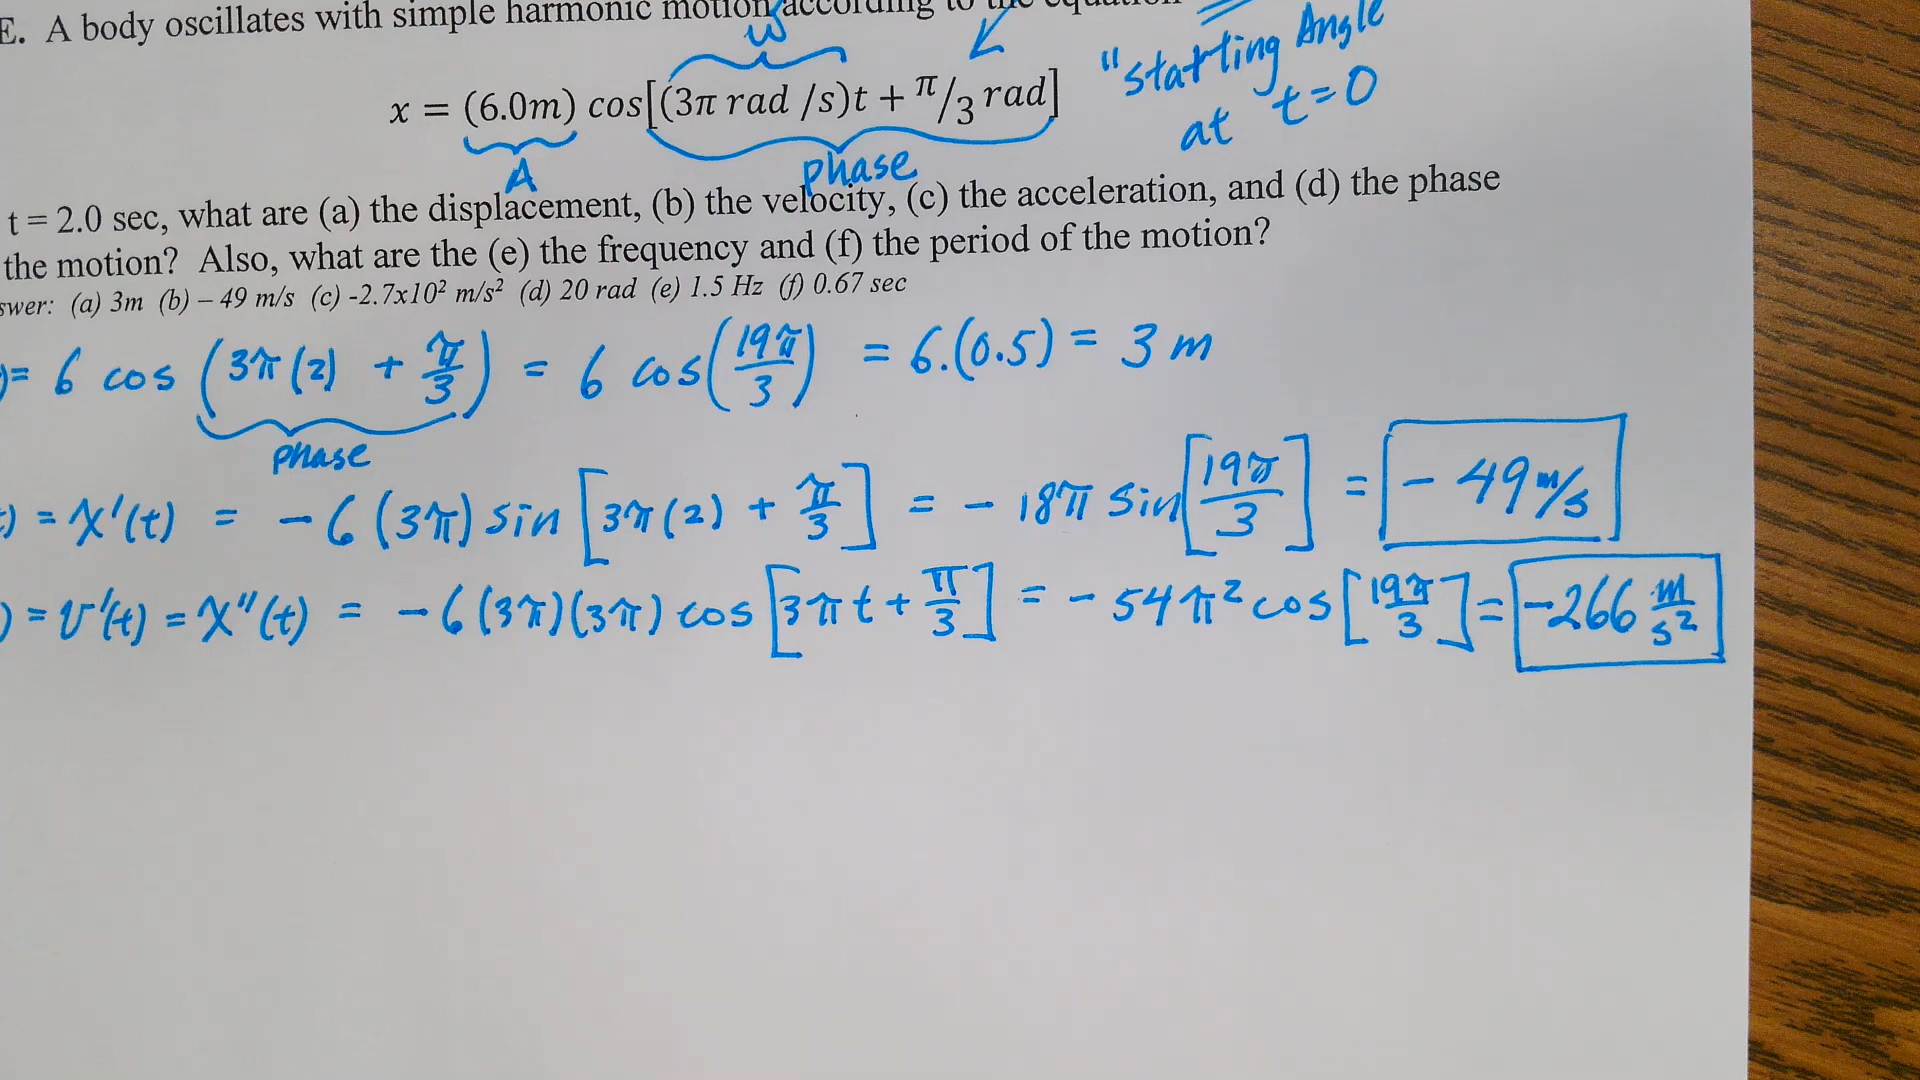 E. A body oscillates with simple harmonic motion according to the equation
ω
"starting Angle
at t=0
x = (6.0m) cos[(3π rad /s)t + π/3 rad]
A
phase
t = 2.0 sec, what are (a) the displacement, (b) the velocity, (c) the acceleration, and (d) the phase
the motion? Also, what are the (e) the frequency and (f) the period of the motion?
swer: (a) 3m (b) – 49 m/s (c) -2.7x10² m/s² (d) 20 rad (e) 1.5 Hz (f) 0.67 sec
)= 6 cos (3π(2) + π/3) = 6 cos(19π/3) = 6.(0.5) = 3 m
phase
) = x'(t) = -6(3π) sin [3π(2) + π/3] = - 18π sin[19π/3] = - 49 m/s
) = v'(t) = x"(t) = -6(3π)(3π) cos [3πt + π/3] = - 54π² cos[19π/3] = -266 m/s²